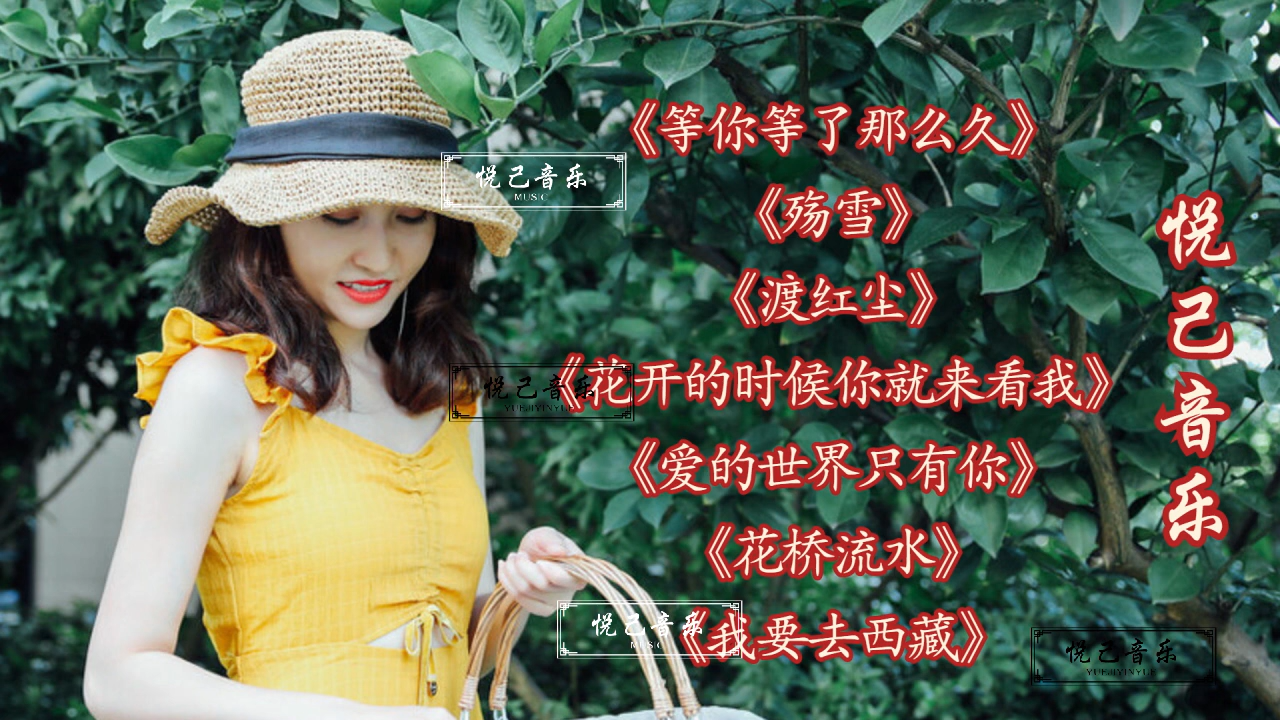 《等你等了那么久》
《殇雪》
《渡红尘》
《花开的时候你就来看我》
《爱的世界只有你》
《花桥流水》
《我要去西藏》
悦己音乐
悦己音乐
MUSIC
悦己音乐
YUEJIYINYUE
悦己音乐
MUSIC
悦己音乐
YUEJIYINYUE